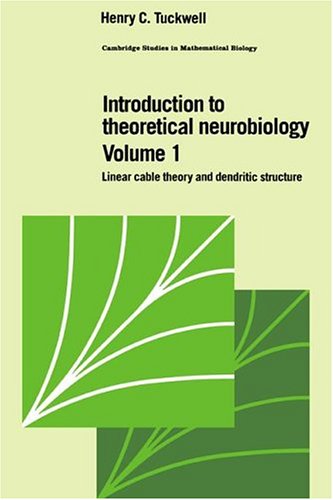 Henry C. Tuckwell
Cambridge Studies in Mathematical Biology
Introduction to
theoretical neurobiology
Volume 1
Linear cable theory and dendritic structure